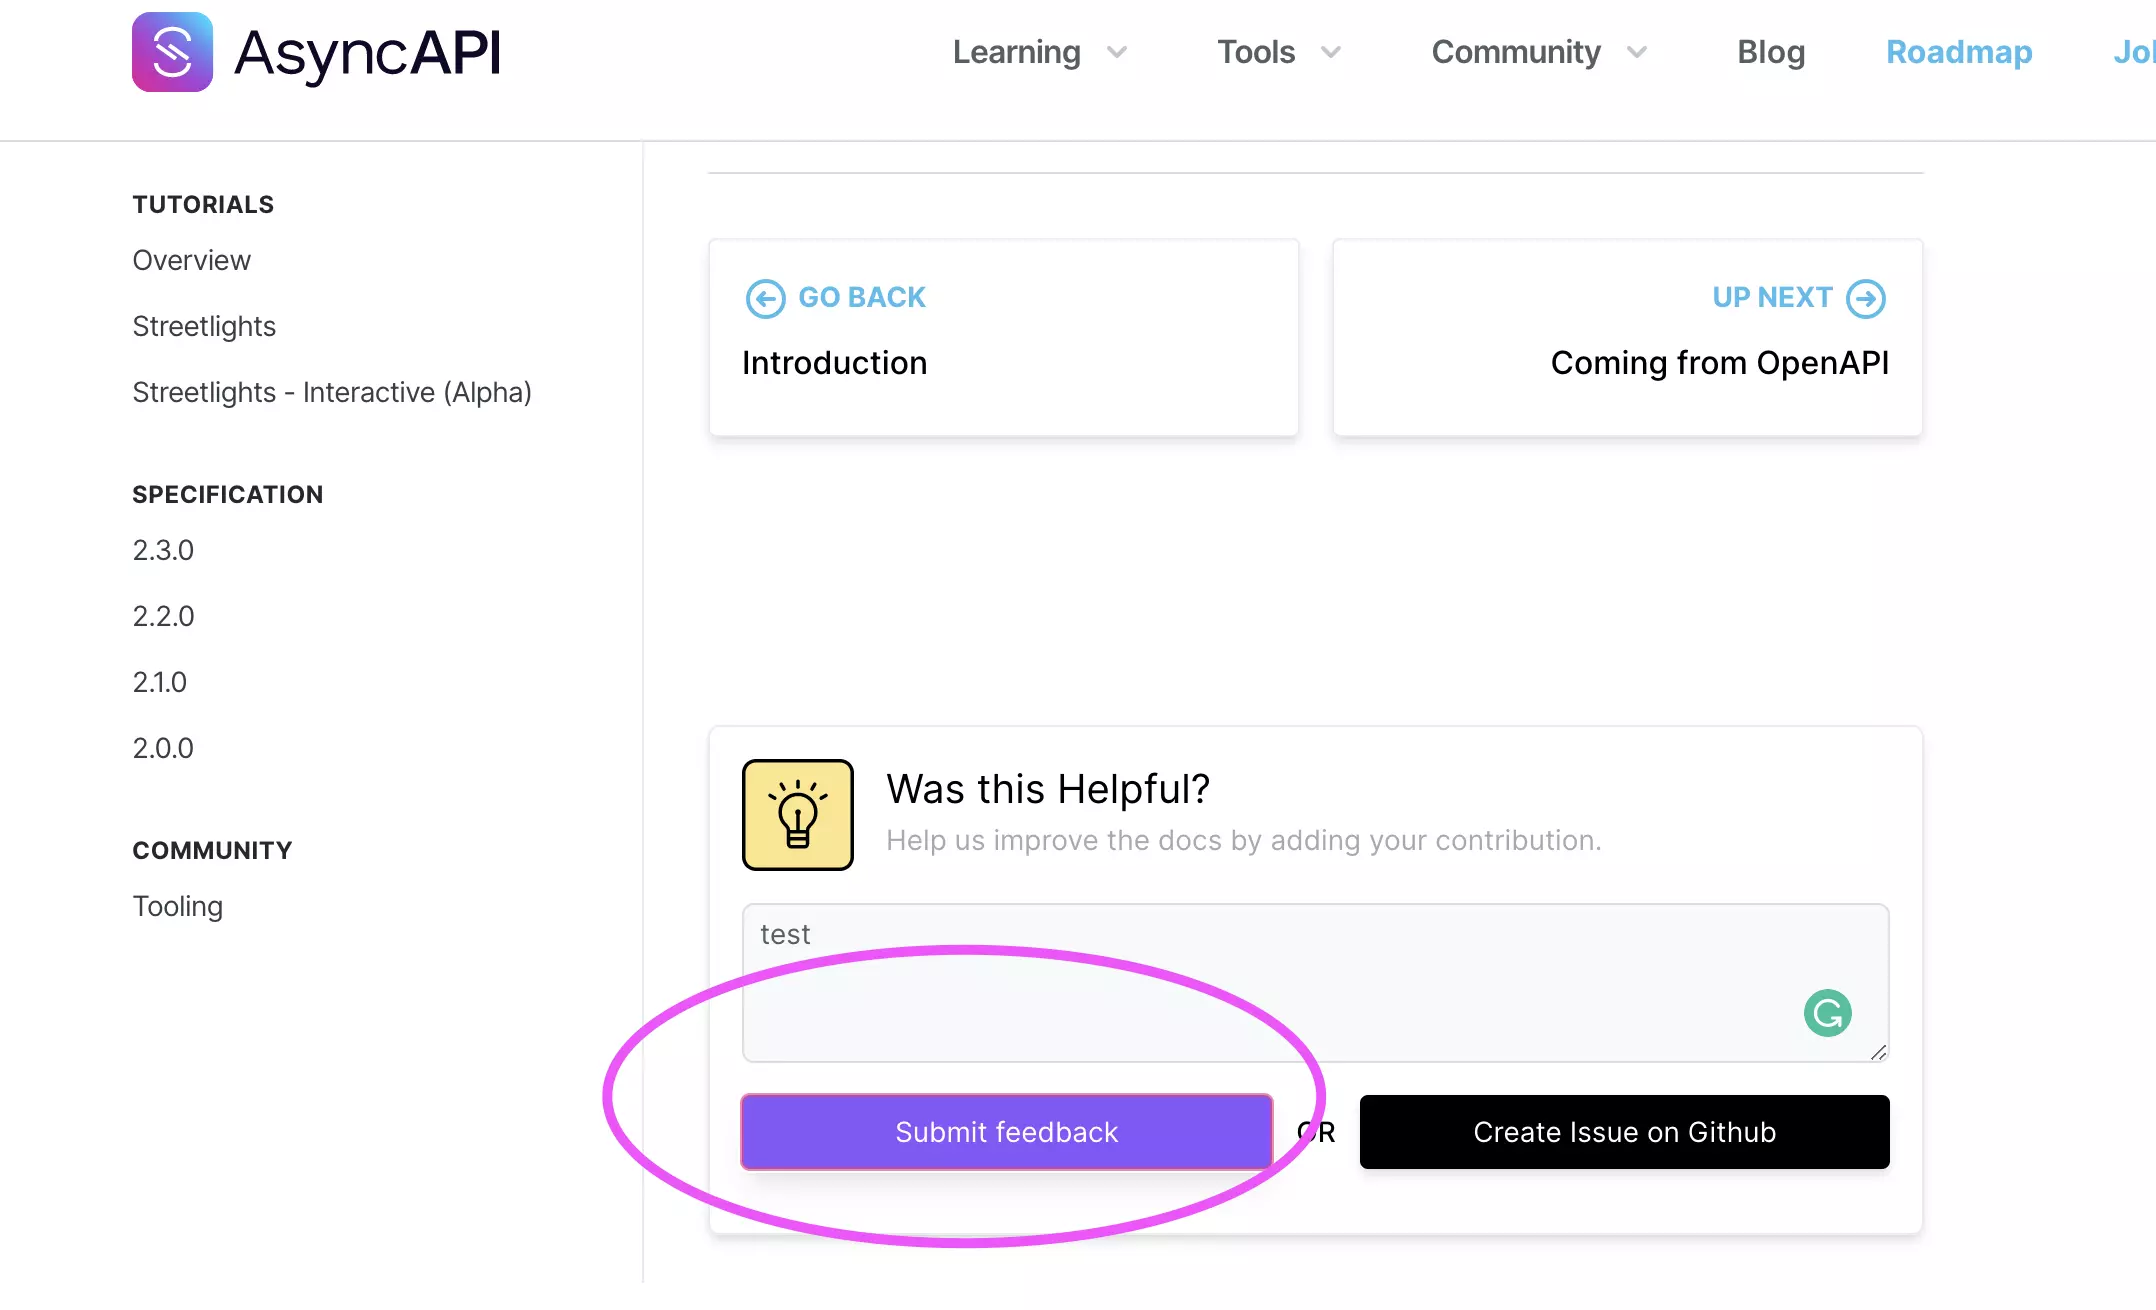 AsyncAPI
Learning Tools Community Blog Roadmap
TUTORIALS
Overview
Streetlights
Streetlights - Interactive (Alpha)
SPECIFICATION
2.3.0
2.2.0
2.1.0
2.0.0
COMMUNITY
Tooling
GO BACK
Introduction
UP NEXT
Coming from OpenAPI
Was this Helpful?
Help us improve the docs by adding your contribution.
test
Submit feedback OR Create Issue on Github